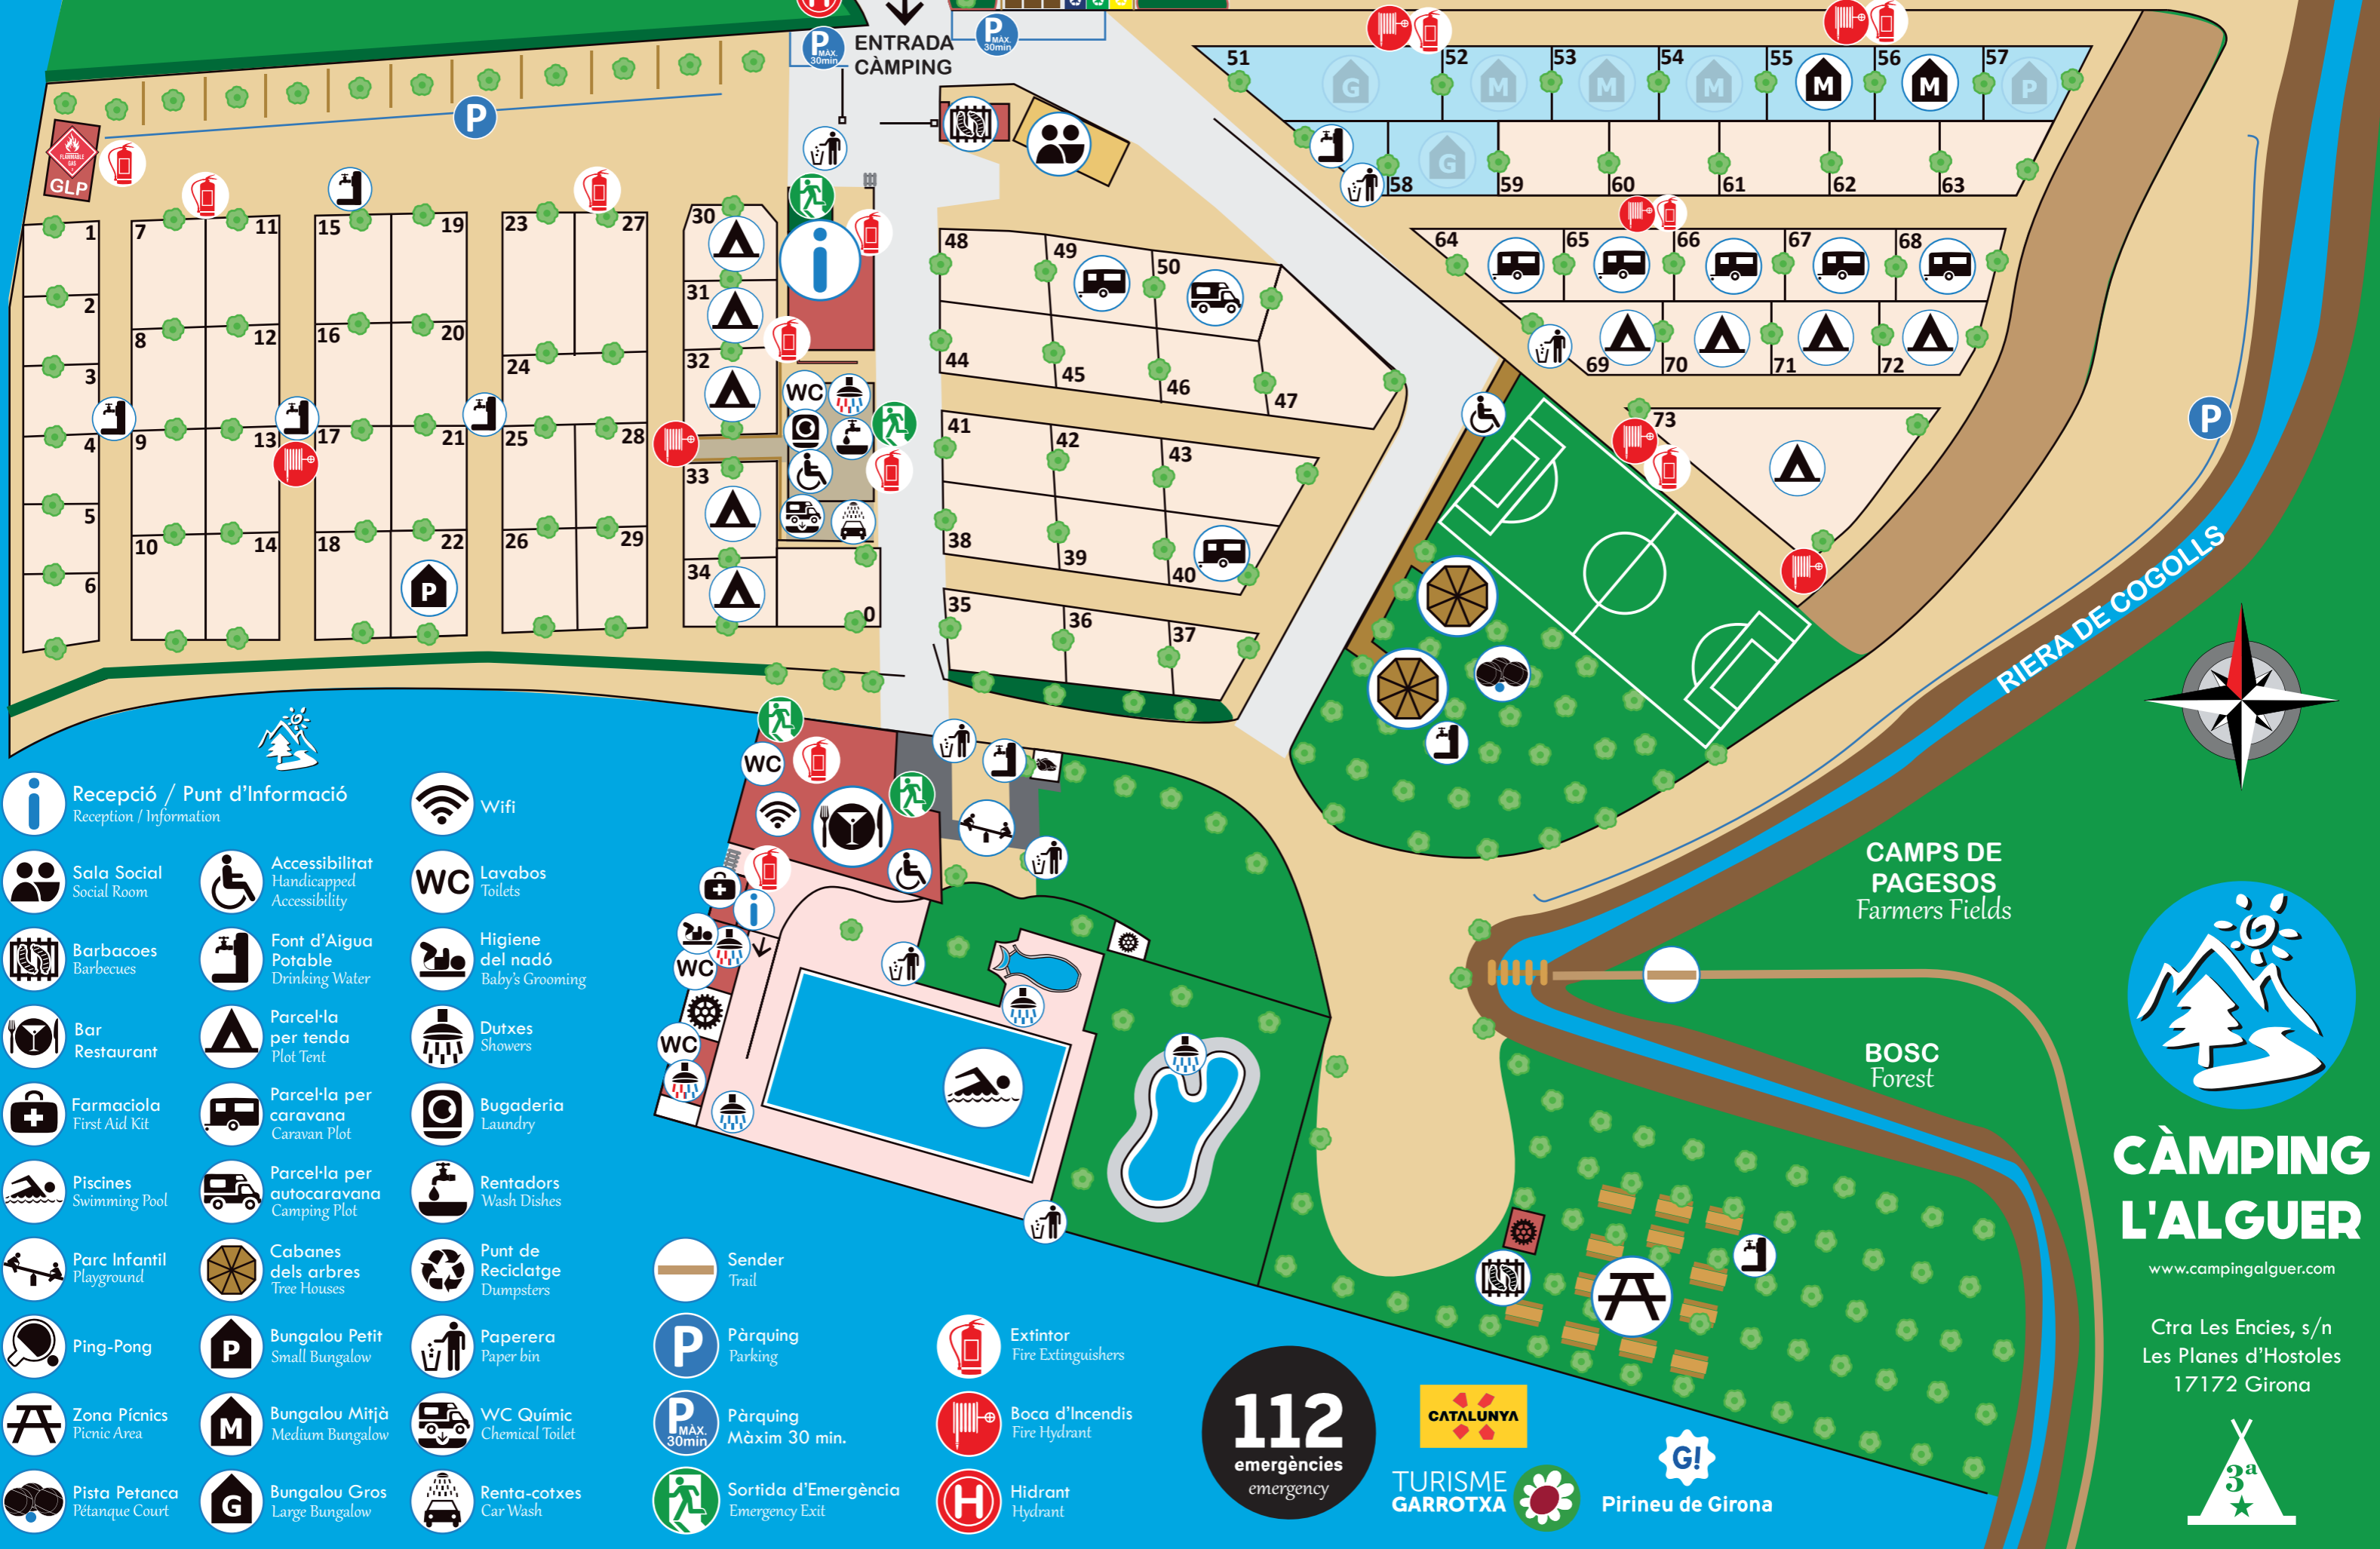 ENTRADA
CÀMPING
P
MÀX.
30min
P
MÀX.
30min
P
FLAMMABLE
GAS
GLP
51
52
53
54
55
56
57
G
M
M
M
M
M
P
G
58
59
60
61
62
63
64
65
66
67
68
69
70
71
72
73
1
2
3
4
5
6
7
8
9
10
11
12
13
14
15
16
17
18
19
20
21
22
P
23
24
25
26
27
28
29
30
31
32
33
34
0
i
WC
48
49
50
44
45
46
47
41
42
43
38
39
40
35
36
37
P
RIERA DE COGOLLS
WC
i
WC
WC
CAMPS DE
PAGESOS
Farmers Fields
BOSC
Forest
i
Recepció / Punt d'Informació
Reception / Information
Sala Social
Social Room
Barbacoes
Barbecues
Bar
Restaurant
Farmaciola
First Aid Kit
Piscines
Swimming Pool
Parc Infantil
Playground
Ping-Pong
Zona Pícnics
Picnic Area
Pista Petanca
Pétanque Court
Accessibilitat
Handicapped
Accessibility
Font d'Aigua
Potable
Drinking Water
Parcel·la
per tenda
Plot Tent
Parcel·la per
caravana
Caravan Plot
Parcel·la per
autocaravana
Camping Plot
Cabanes
dels arbres
Tree Houses
P
Bungalou Petit
Small Bungalow
M
Bungalou Mitjà
Medium Bungalow
G
Bungalou Gros
Large Bungalow
Wifi
WC
Lavabos
Toilets
Higiene
del nadó
Baby's Grooming
Dutxes
Showers
Bugaderia
Laundry
Rentadors
Wash Dishes
Punt de
Reciclatge
Dumpsters
Paperera
Paper bin
WC Químic
Chemical Toilet
Renta-cotxes
Car Wash
Sender
Trail
P
Pàrquing
Parking
P
MÀX.
30min
Pàrquing
Màxim 30 min.
Sortida d'Emergència
Emergency Exit
Extintor
Fire Extinguishers
Boca d'Incendis
Fire Hydrant
H
Hidrant
Hydrant
112
emergències
emergency
CATALUNYA
TURISME
GARROTXA
G!
Pirineu de Girona
CÀMPING
L'ALGUER
www.campingalguer.com
Ctra Les Encies, s/n
Les Planes d'Hostoles
17172 Girona
3ª